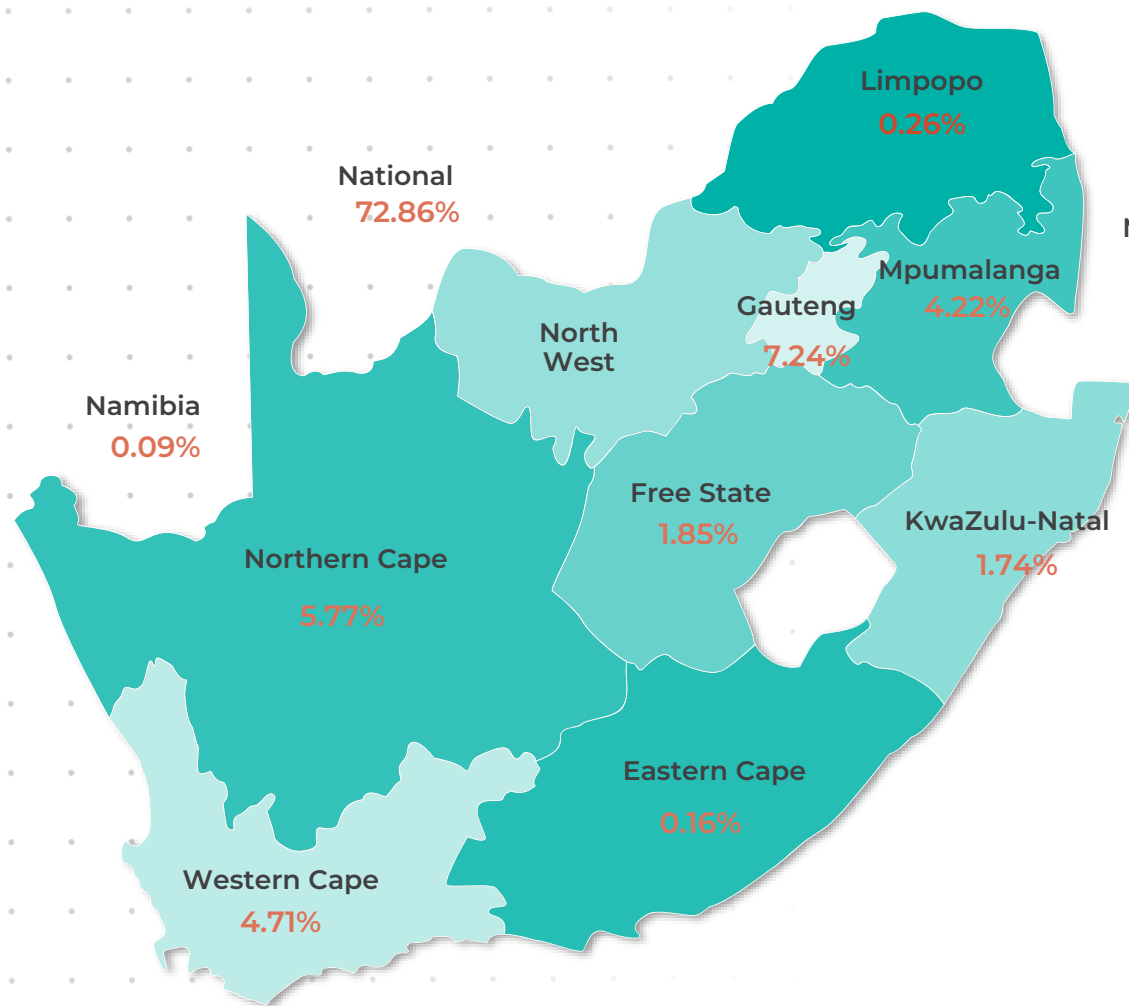 Limpopo
0.26%
National
72.86%
Mpumalanga
4.22%
Gauteng
7.24%
North
West
Namibia
0.09%
Free State
1.85%
KwaZulu-Natal
1.74%
Northern Cape
5.77%
Eastern Cape
0.16%
Western Cape
4.71%